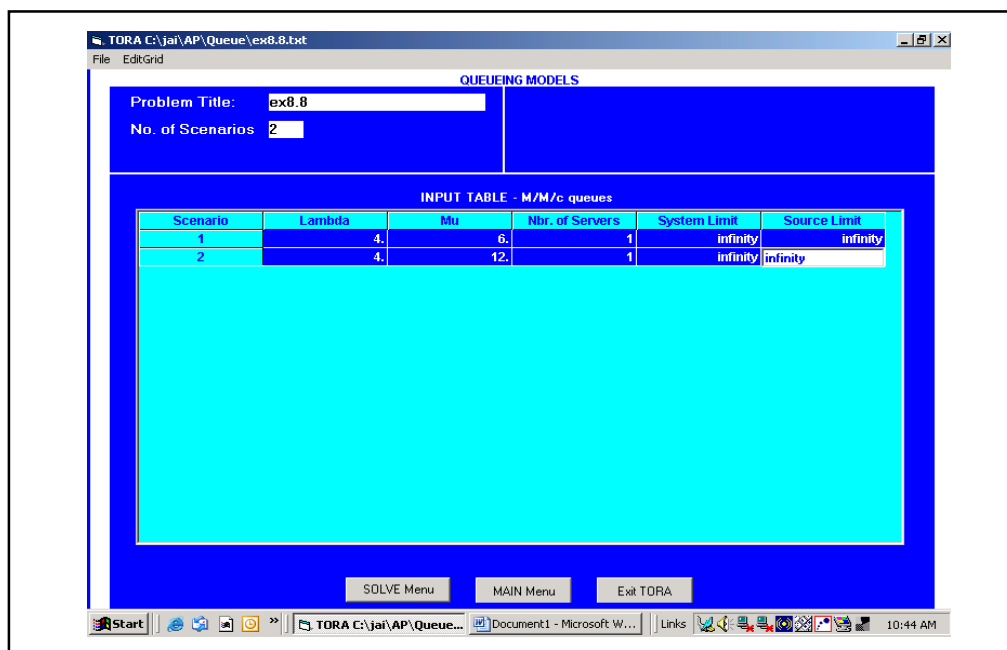 TORA C:\jai\AP\Queue\ex8.8.txt
File EditGrid
QUEUEING MODELS
Problem Title: ex8.8
No. of Scenarios 2
INPUT TABLE - M/M/c queues
Scenario Lambda Mu Nbr. of Servers System Limit Source Limit
1 4. 6. 1 infinity infinity
2 4. 12. 1 infinity infinity
SOLVE Menu MAIN Menu Exit TORA
Start » TORA C:\jai\AP\Queue... Document1 - Microsoft W... Links 10:44 AM